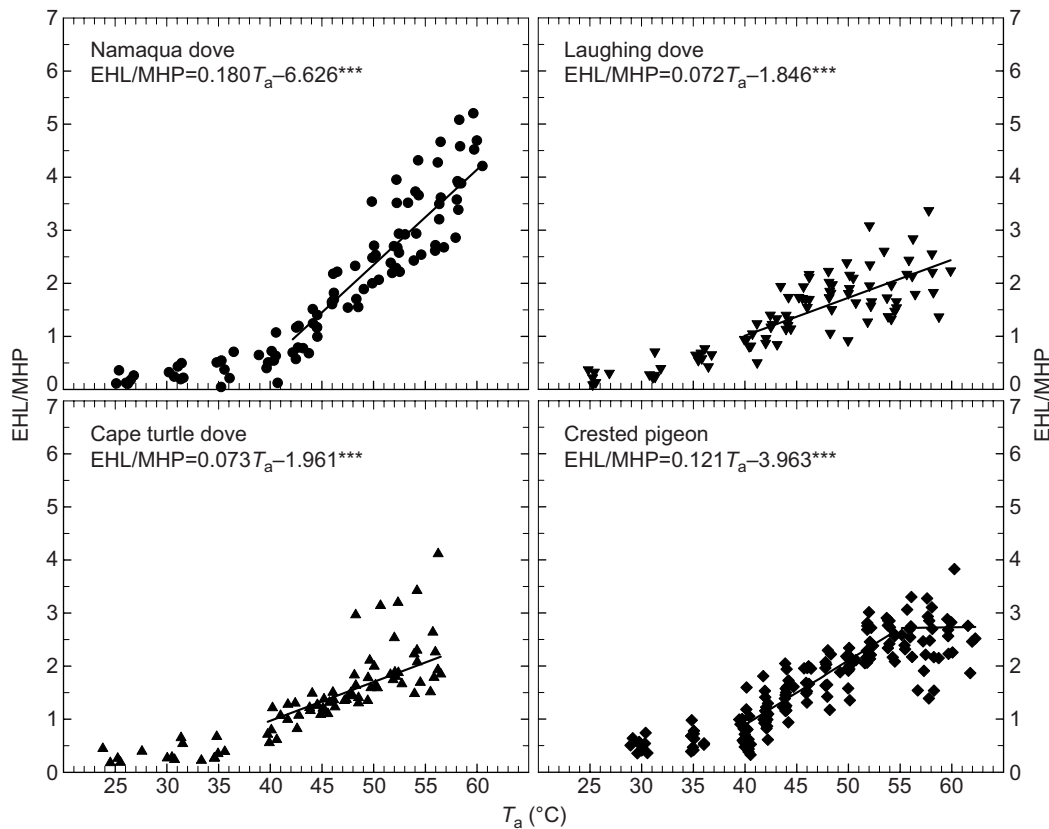 7
6
5
4
3
2
1
0
Namaqua dove
EHL/MHP=0.180Ta–6.626***
Laughing dove
EHL/MHP=0.072Ta–1.846***
7
6
5
4
3
2
1
0
EHL/MHP
EHL/MHP
7
6
5
4
3
2
1
0
Cape turtle dove
EHL/MHP=0.073Ta–1.961***
Crested pigeon
EHL/MHP=0.121Ta–3.963***
7
6
5
4
3
2
1
0
25 30 35 40 45 50 55 60 25 30 35 40 45 50 55 60
Ta (°C)